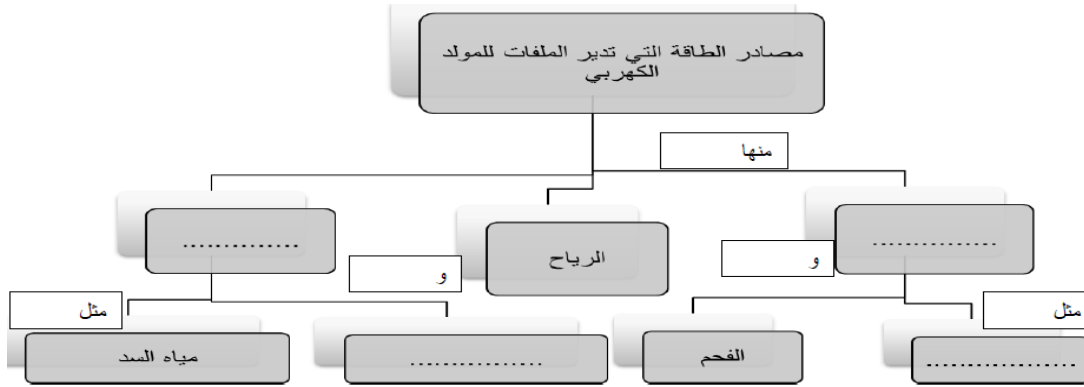 مصادر الطاقة التي تدير الملفات للمولد
الكهربي
منها
..............
الرياح
..............
و
و
مثل
مثل
..................
الفحم
...............
مياه السد